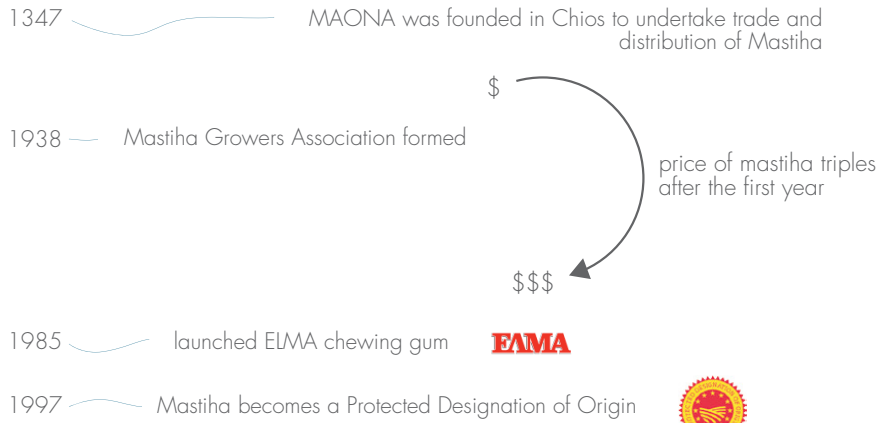 1347 MAONA was founded in Chios to undertake trade and
distribution of Mastiha
$
1938 Mastiha Growers Association formed
price of mastiha triples
after the first year
$$$
1985 launched ELMA chewing gum ΕΛΜΑ
1997 Mastiha becomes a Protected Designation of Origin